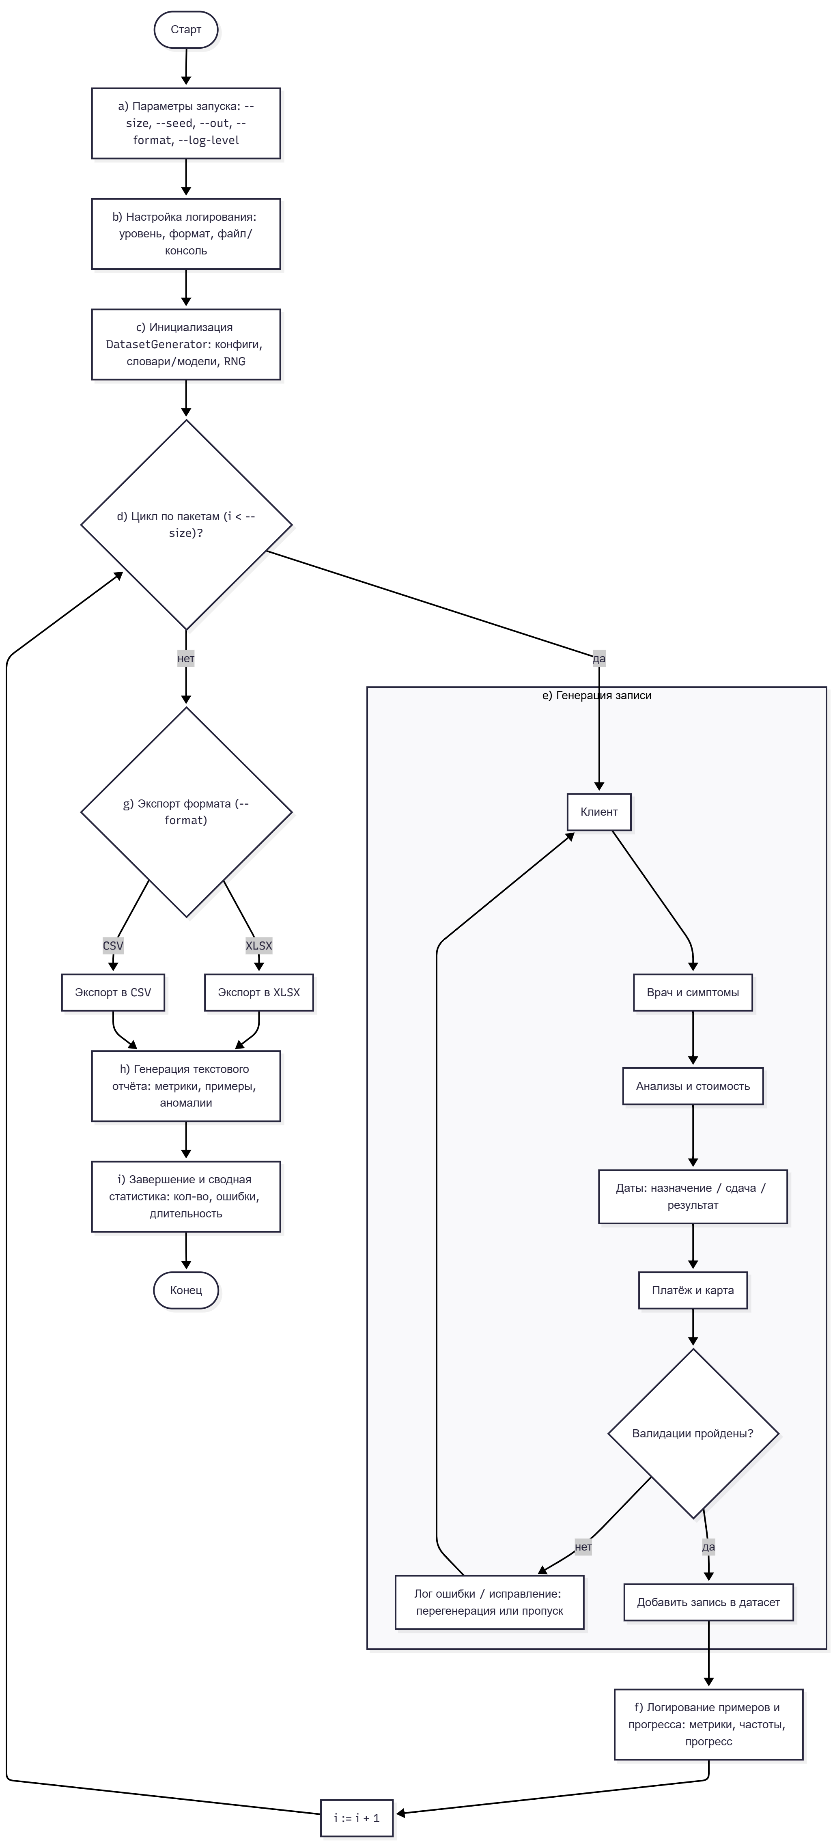 Старт
a) Параметры запуска: --
size, --seed, --out, --
format, --log-level
b) Настройка логирования:
уровень, формат, файл/
консоль
c) Инициализация
DatasetGenerator: конфиги,
словари/модели, RNG
d) Цикл по пакетам (i < --
size)?
нет
да
g) Экспорт формата (--
format)
CSV
XLSX
Экспорт в CSV
Экспорт в XLSX
h) Генерация текстового
отчёта: метрики, примеры,
аномалии
i) Завершение и сводная
статистика: кол-во, ошибки,
длительность
Конец
e) Генерация записи
Клиент
Врач и симптомы
Анализы и стоимость
Даты: назначение / сдача /
результат
Платёж и карта
Валидации пройдены?
нет
да
Лог ошибки / исправление:
перегенерация или пропуск
Добавить запись в датасет
f) Логирование примеров и
прогресса: метрики, частоты,
прогресс
i := i + 1